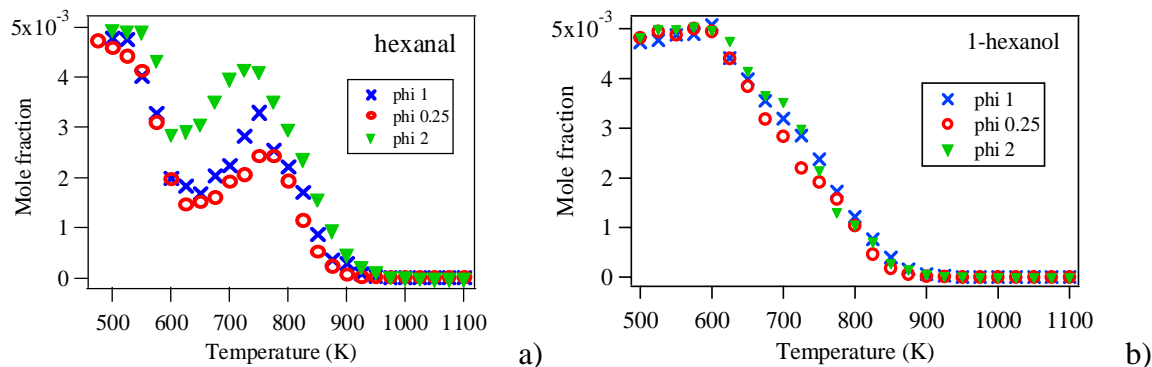 5x10⁻³
4
3
2
1
0
Mole fraction
hexanal
phi 1
phi 0.25
phi 2
500 600 700 800 900 1000 1100
Temperature (K)
a)
5x10⁻³
4
3
2
1
0
Mole fraction
1-hexanol
phi 1
phi 0.25
phi 2
500 600 700 800 900 1000 1100
Temperature (K)
b)